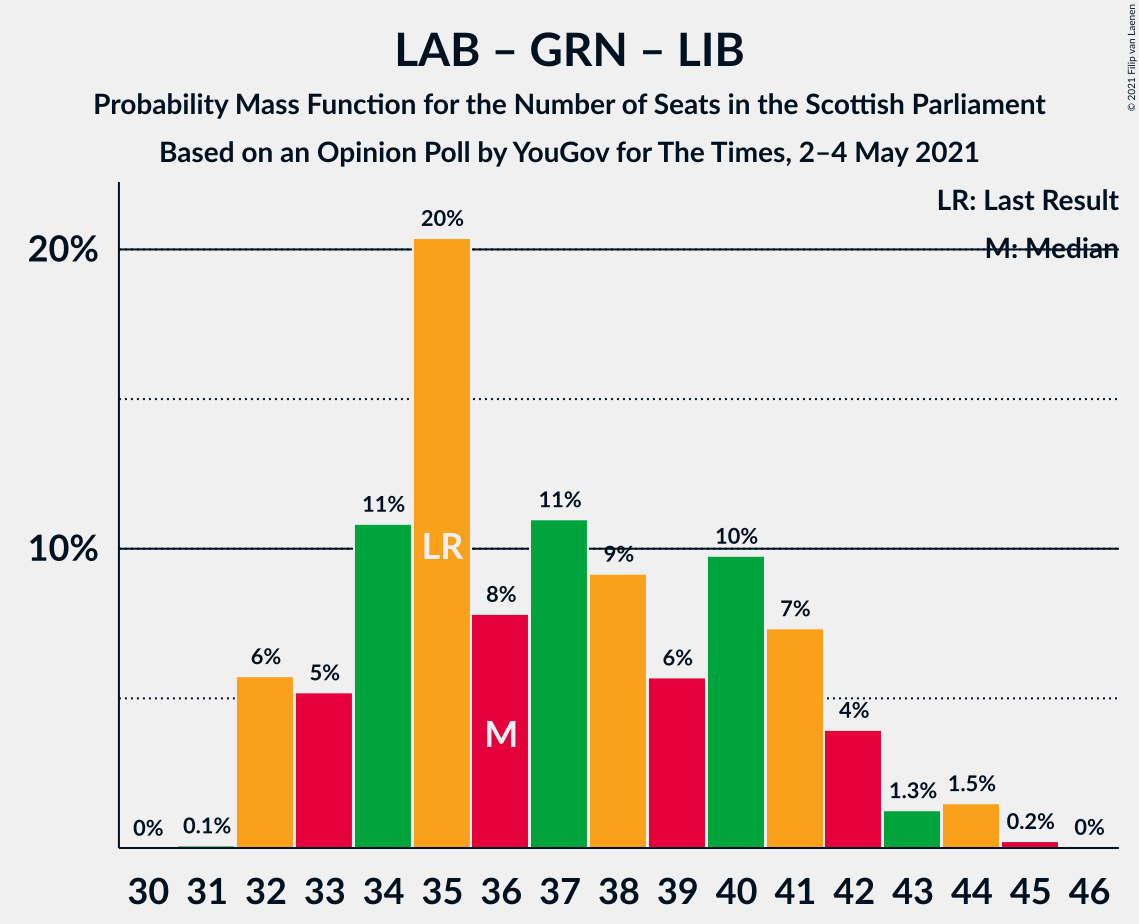 LAB – GRN – LIB
Probability Mass Function for the Number of Seats in the Scottish Parliament
Based on an Opinion Poll by YouGov for The Times, 2–4 May 2021
© 2021 Filip van Laenen
LR: Last Result
M: Median
20%
10%
0%
0.1%
6%
5%
11%
20%
LR
8%
M
11%
9%
6%
10%
7%
4%
1.3%
1.5%
0.2%
0%
30 31 32 33 34 35 36 37 38 39 40 41 42 43 44 45 46